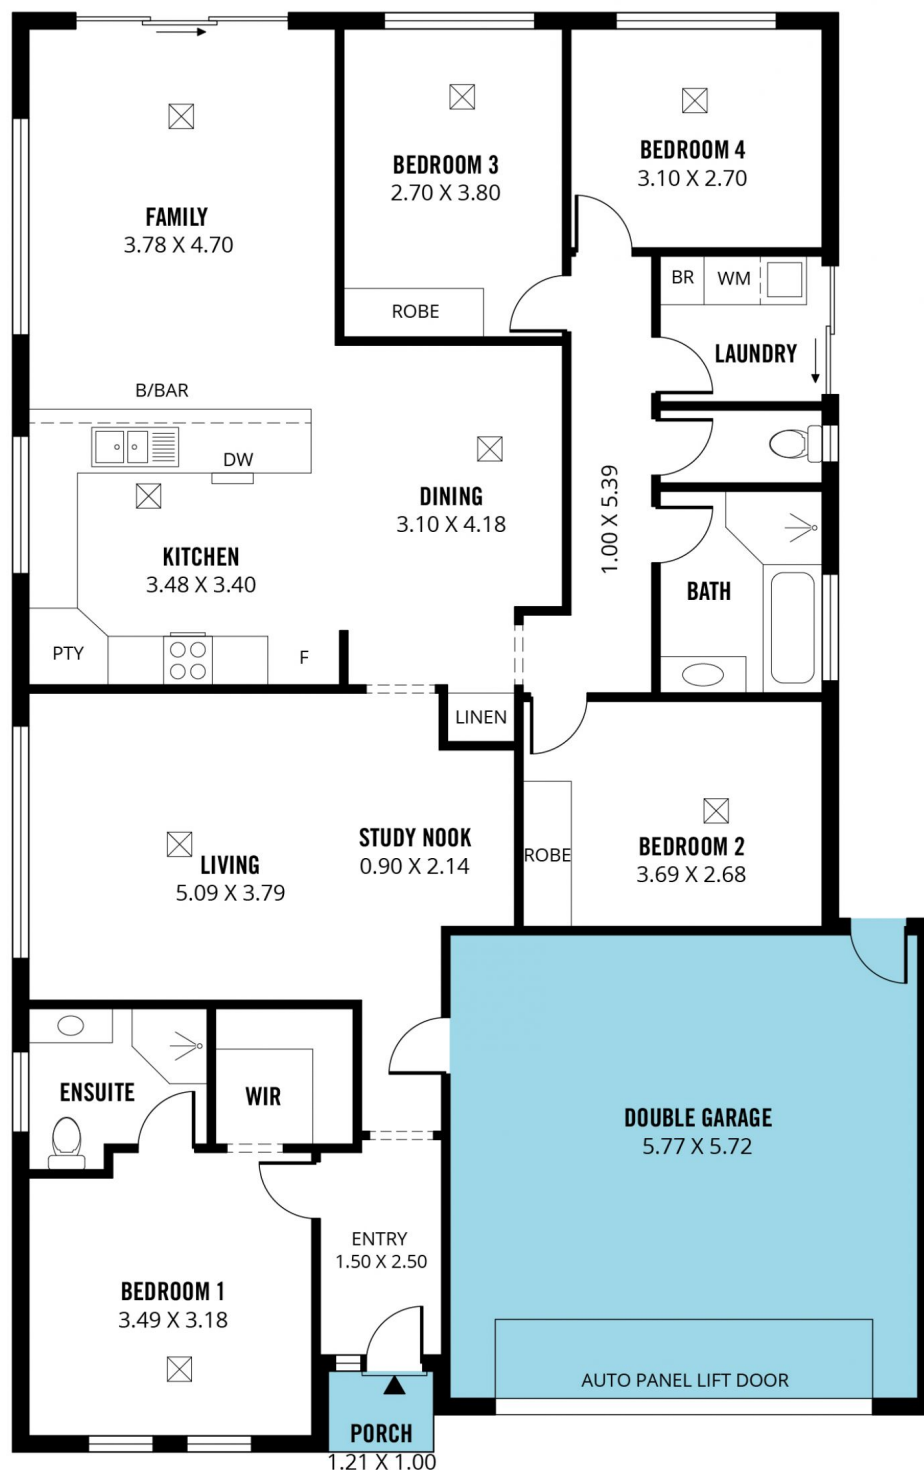 BEDROOM 3
2.70 X 3.80
BEDROOM 4
3.10 X 2.70
FAMILY
3.78 X 4.70
ROBE
BR
WM
LAUNDRY
B/BAR
DW
DINING
3.10 X 4.18
1.00 X 5.39
KITCHEN
3.48 X 3.40
BATH
PTY
F
LINEN
STUDY NOOK
0.90 X 2.14
LIVING
5.09 X 3.79
ROBE
BEDROOM 2
3.69 X 2.68
ENSUITE
WIR
DOUBLE GARAGE
5.77 X 5.72
ENTRY
1.50 X 2.50
BEDROOM 1
3.49 X 3.18
AUTO PANEL LIFT DOOR
PORCH
1.21 X 1.00